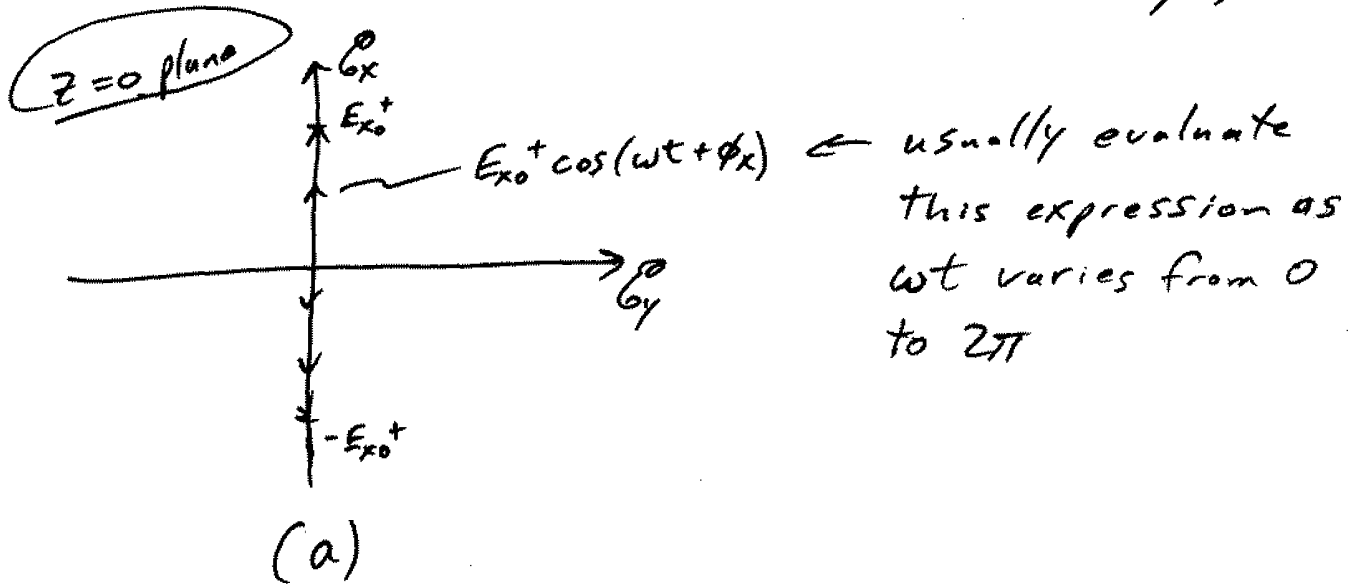 z=0 plane
ℰx
Ex0+
Ex0+ cos(ωt+ϕx) ← usually evaluate
this expression as
ωt varies from 0
to 2π
ℰy
-Ex0+
(a)